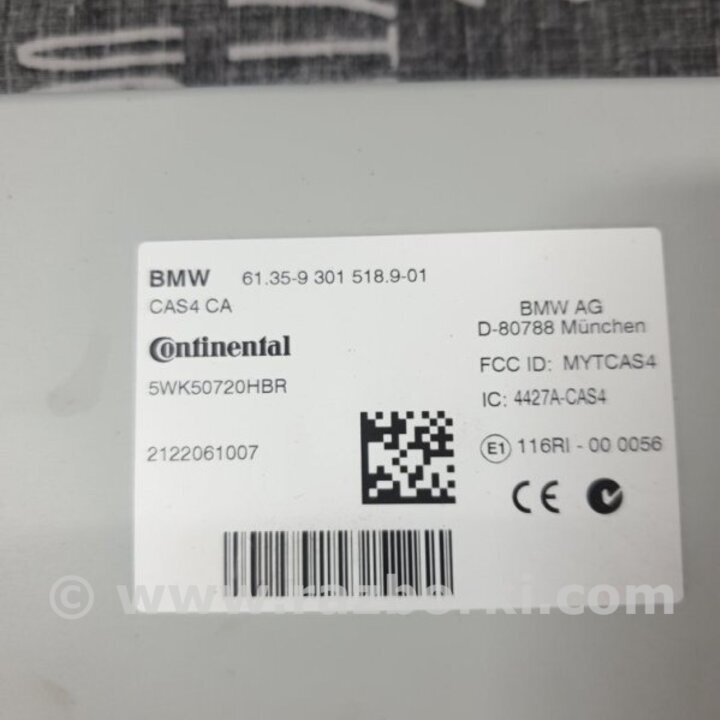 BMW 61.35-9 301 518.9-01
CAS4 CA
Continental
5WK50720HBR
2122061007
BMW AG
D-80788 München
FCC ID: MYTCAS4
IC: 4427A-CAS4
E1 116RI - 00 0056
CE
© www.razborki.com